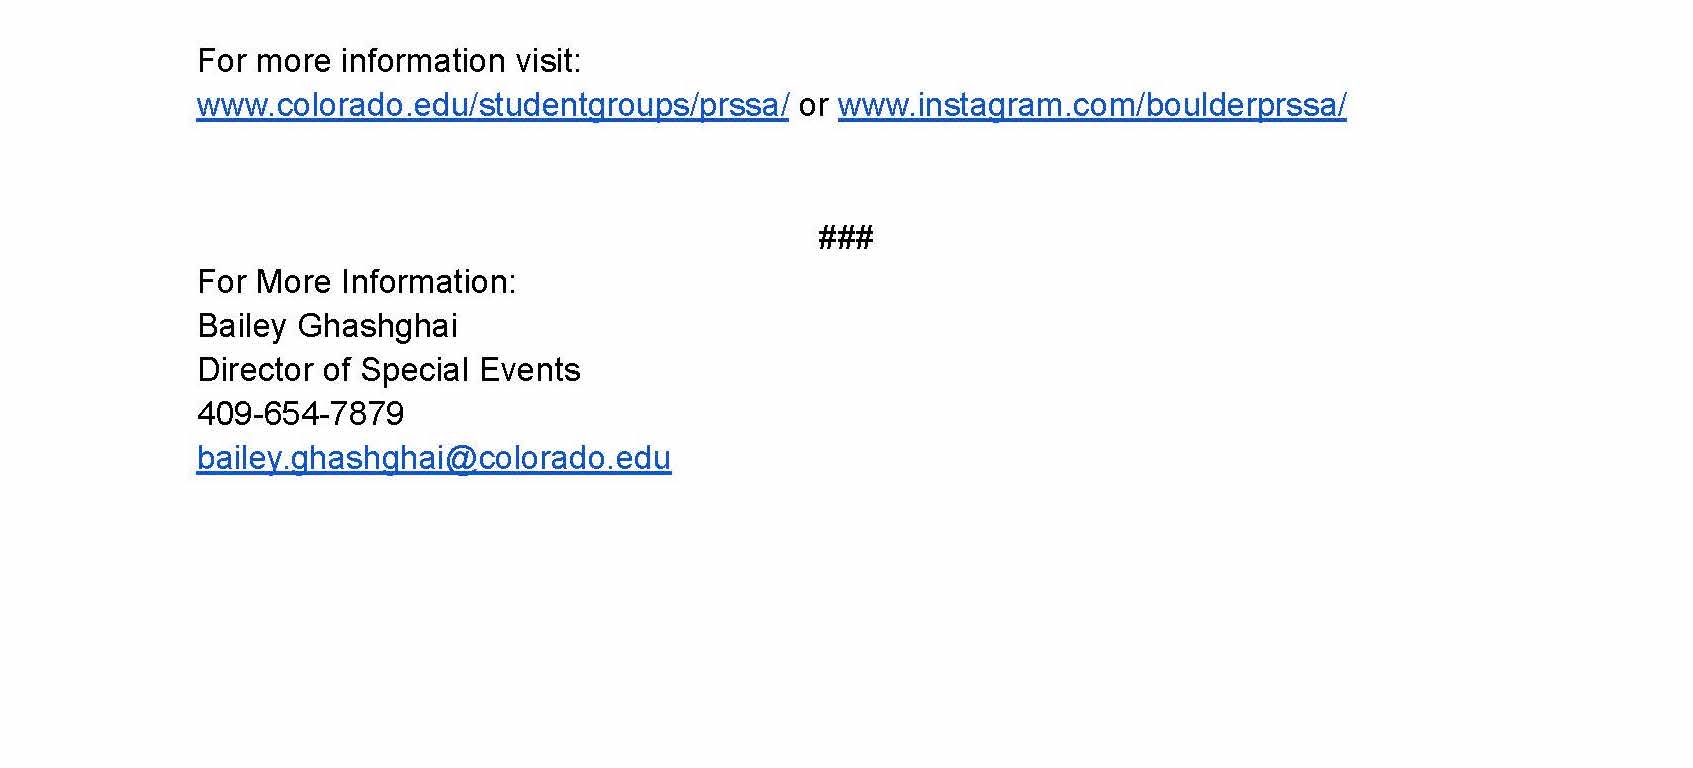 For more information visit:
www.colorado.edu/studentgroups/prssa/ or www.instagram.com/boulderprssa/
###
For More Information:
Bailey Ghashghai
Director of Special Events
409-654-7879
bailey.ghashghai@colorado.edu